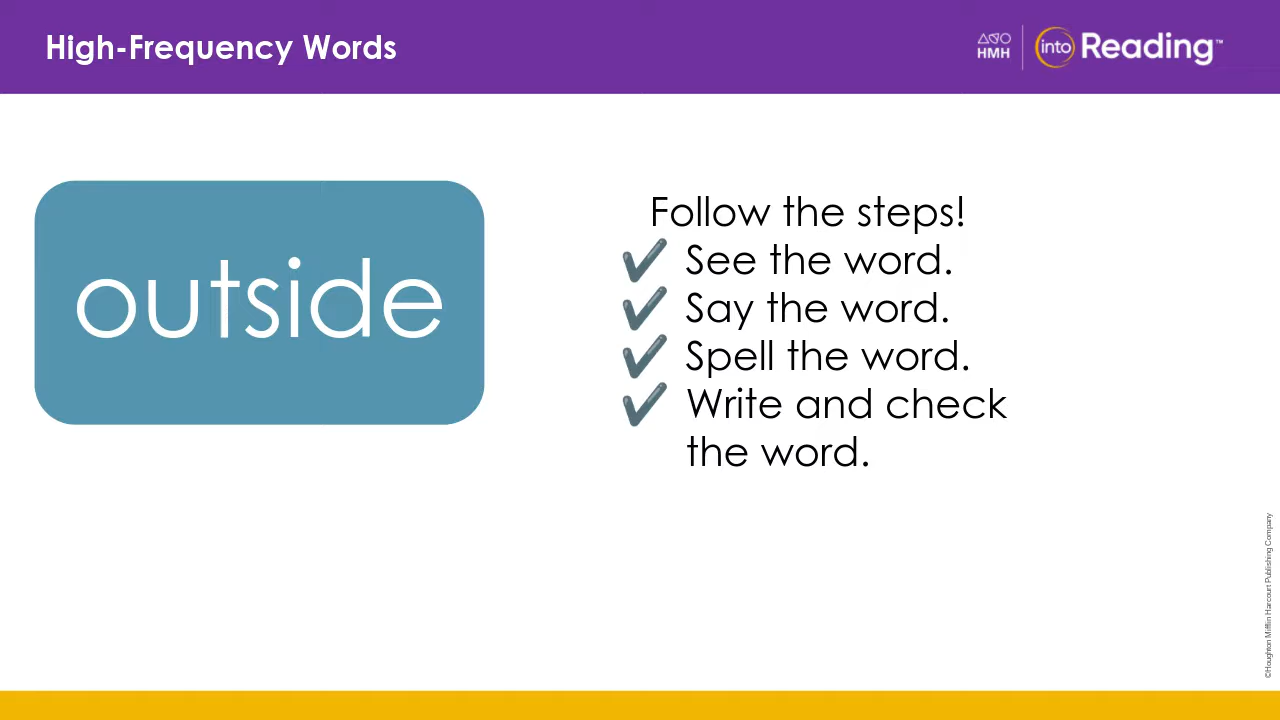 High-Frequency Words
HMH
into Reading™
outside
Follow the steps!
✔ See the word.
✔ Say the word.
✔ Spell the word.
✔ Write and check
the word.
©Houghton Mifflin Harcourt Publishing Company